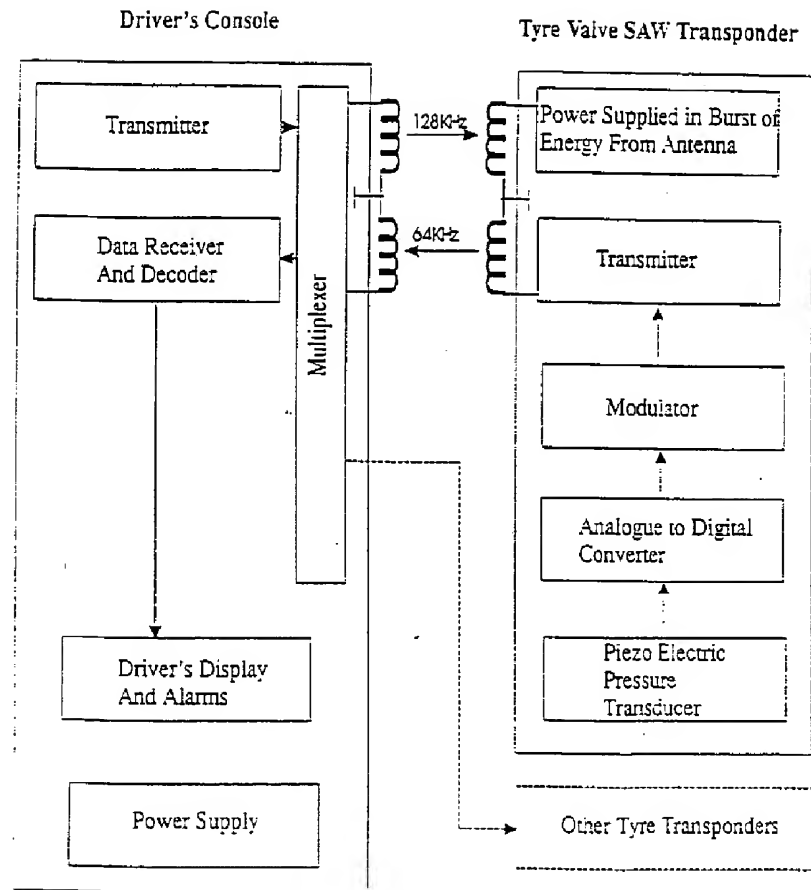 Driver's Console
Transmitter
Data Receiver
And Decoder
Multiplexer
Driver's Display
And Alarms
Power Supply
128KHz
64KHz
Tyre Valve SAW Transponder
Power Supplied in Burst of
Energy From Antenna
Transmitter
Modulator
Analogue to Digital
Converter
Piezo Electric
Pressure
Transducer
Other Tyre Transponders